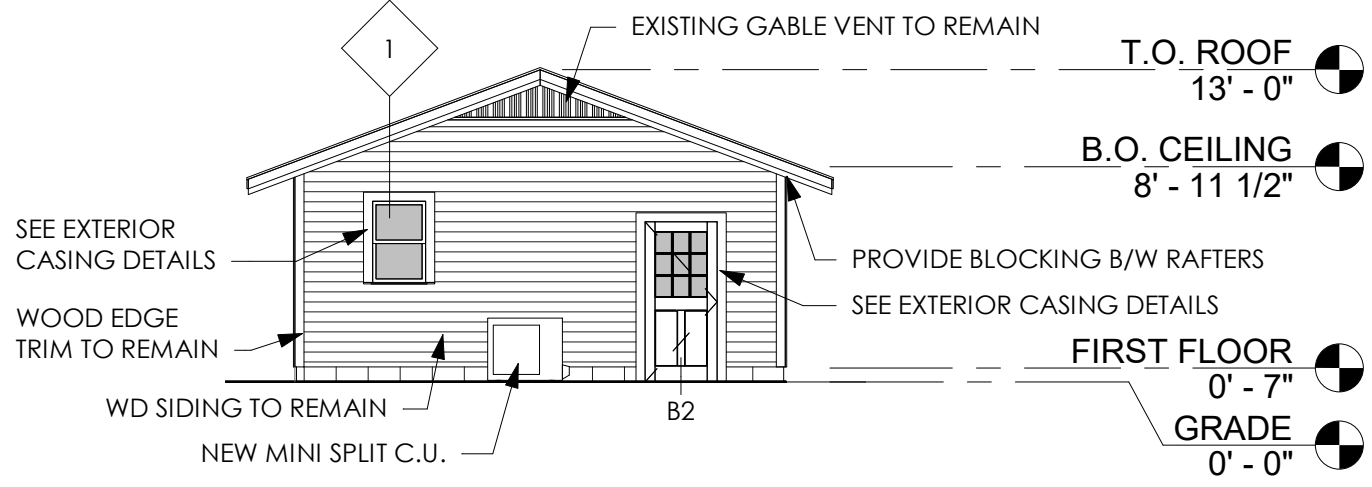 1
EXISTING GABLE VENT TO REMAIN
T.O. ROOF
13' - 0"
B.O. CEILING
8' - 11 1/2"
SEE EXTERIOR
CASING DETAILS
PROVIDE BLOCKING B/W RAFTERS
SEE EXTERIOR CASING DETAILS
WOOD EDGE
TRIM TO REMAIN
FIRST FLOOR
0' - 7"
WD SIDING TO REMAIN
B2
NEW MINI SPLIT C.U.
GRADE
0' - 0"